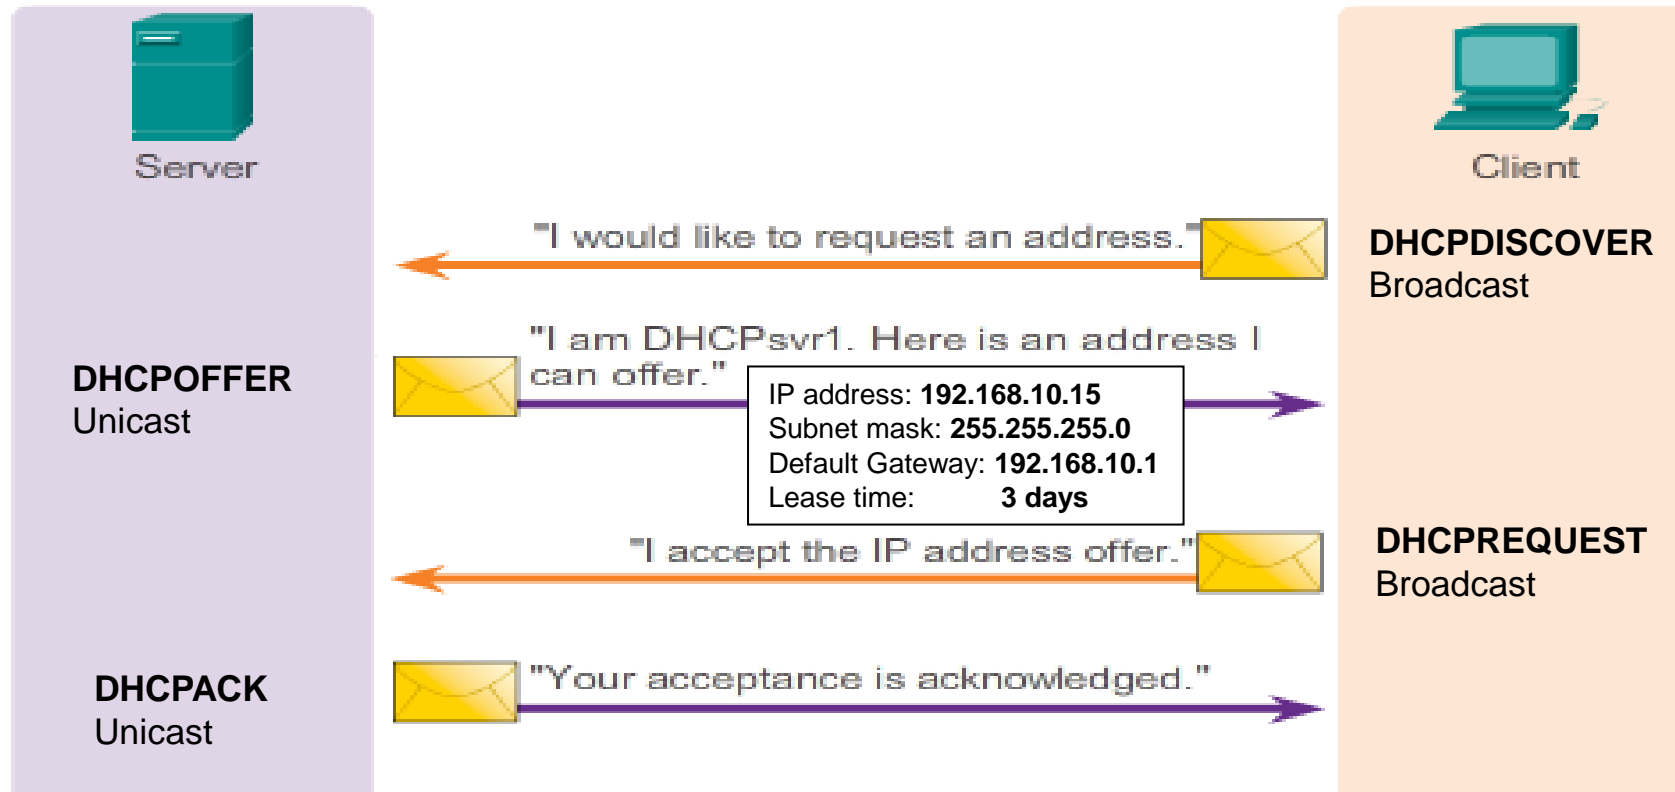 Server
Client
"I would like to request an address."
DHCPDISCOVER
Broadcast
"I am DHCPsvr1. Here is an address I
can offer."
DHCPOFFER
Unicast
IP address: 192.168.10.15
Subnet mask: 255.255.255.0
Default Gateway: 192.168.10.1
Lease time: 3 days
"I accept the IP address offer."
DHCPREQUEST
Broadcast
"Your acceptance is acknowledged."
DHCPACK
Unicast